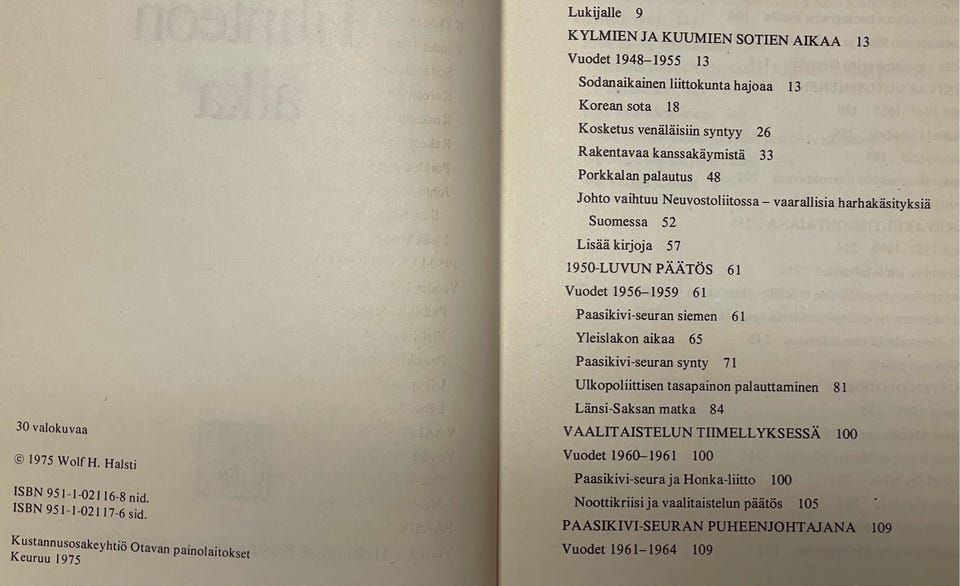 30 valokuvaa
© 1975 Wolf H. Halsti
ISBN 951-1-02116-8 nid.
ISBN 951-1-02117-6 sid.
Kustannusosakeyhtiö Otavan painolaitokset
Keuruu 1975
Lukijalle 9
KYLMIEN JA KUUMIEN SOTIEN AIKAA 13
Vuodet 1948–1955 13
Sodanaikainen liittokunta hajoaa 13
Korean sota 18
Kosketus venäläisiin syntyy 26
Rakentavaa kanssakäymistä 33
Porkkalan palautus 48
Johto vaihtuu Neuvostoliitossa – vaarallisia harhakäsityksiä
Suomessa 52
Lisää kirjoja 57
1950-LUVUN PÄÄTÖS 61
Vuodet 1956–1959 61
Paasikivi-seuran siemen 61
Yleislakon aikaa 65
Paasikivi-seuran synty 71
Ulkopoliittisen tasapainon palauttaminen 81
Länsi-Saksan matka 84
VAALITAISTELUN TIIMELLYKSESSÄ 100
Vuodet 1960–1961 100
Paasikivi-seura ja Honka-liitto 100
Noottikriisi ja vaalitaistelun päätös 105
PAASIKIVI-SEURAN PUHEENJOHTAJANA 109
Vuodet 1961–1964 109